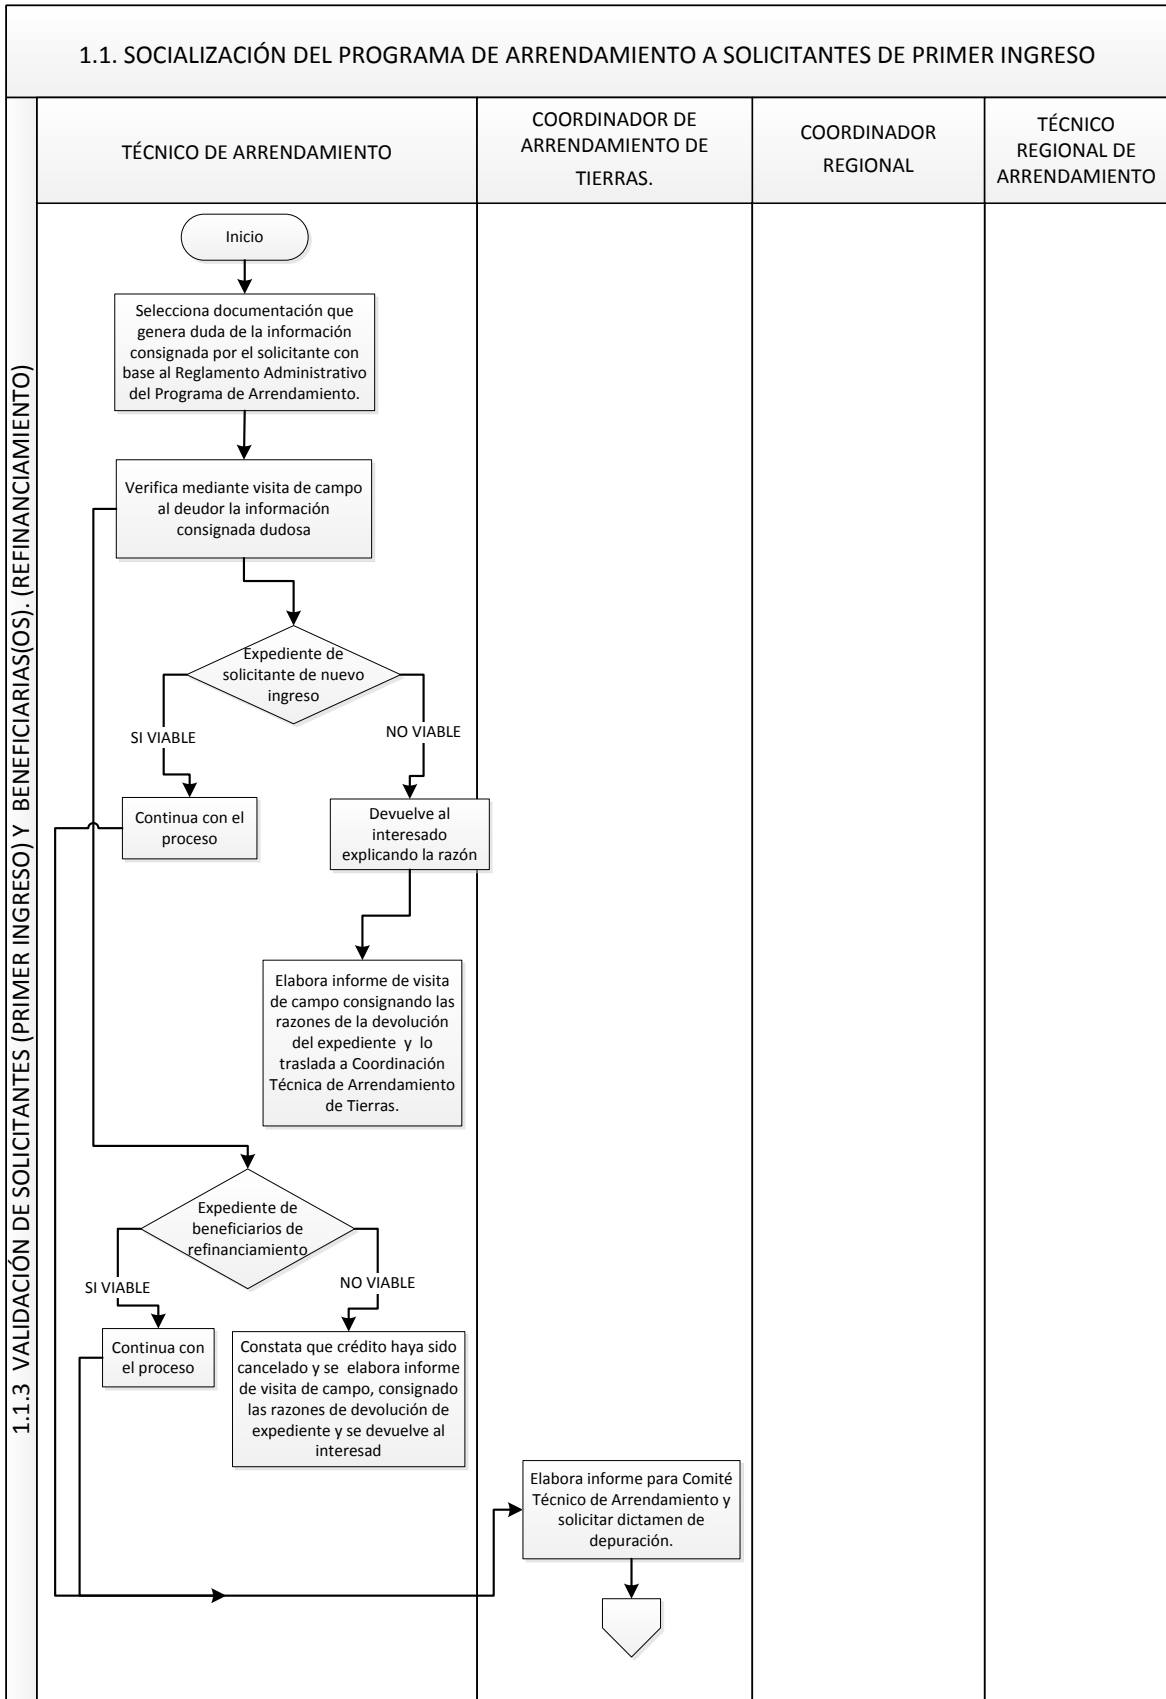 1.1. SOCIALIZACIÓN DEL PROGRAMA DE ARRENDAMIENTO A SOLICITANTES DE PRIMER INGRESO
1.1.3 VALIDACIÓN DE SOLICITANTES (PRIMER INGRESO) Y BENEFICIARIAS(OS). (REFINANCIAMIENTO)
TÉCNICO DE ARRENDAMIENTO
COORDINADOR DE
ARRENDAMIENTO DE
TIERRAS.
COORDINADOR
REGIONAL
TÉCNICO
REGIONAL DE
ARRENDAMIENTO
Inicio
Selecciona documentación que
genera duda de la información
consignada por el solicitante con
base al Reglamento Administrativo
del Programa de Arrendamiento.
Verifica mediante visita de campo
al deudor la información
consignada dudosa
Expediente de
solicitante de nuevo
ingreso
SI VIABLE
NO VIABLE
Continua con el
proceso
Devuelve al
interesado
explicando la razón
Elabora informe de visita
de campo consignando las
razones de la devolución
del expediente y lo
traslada a Coordinación
Técnica de Arrendamiento
de Tierras.
Expediente de
beneficiarios de
refinanciamiento
SI VIABLE
NO VIABLE
Continua con
el proceso
Constata que crédito haya sido
cancelado y se elabora informe
de visita de campo, consignado
las razones de devolución de
expediente y se devuelve al
interesad
Elabora informe para Comité
Técnico de Arrendamiento y
solicitar dictamen de
depuración.